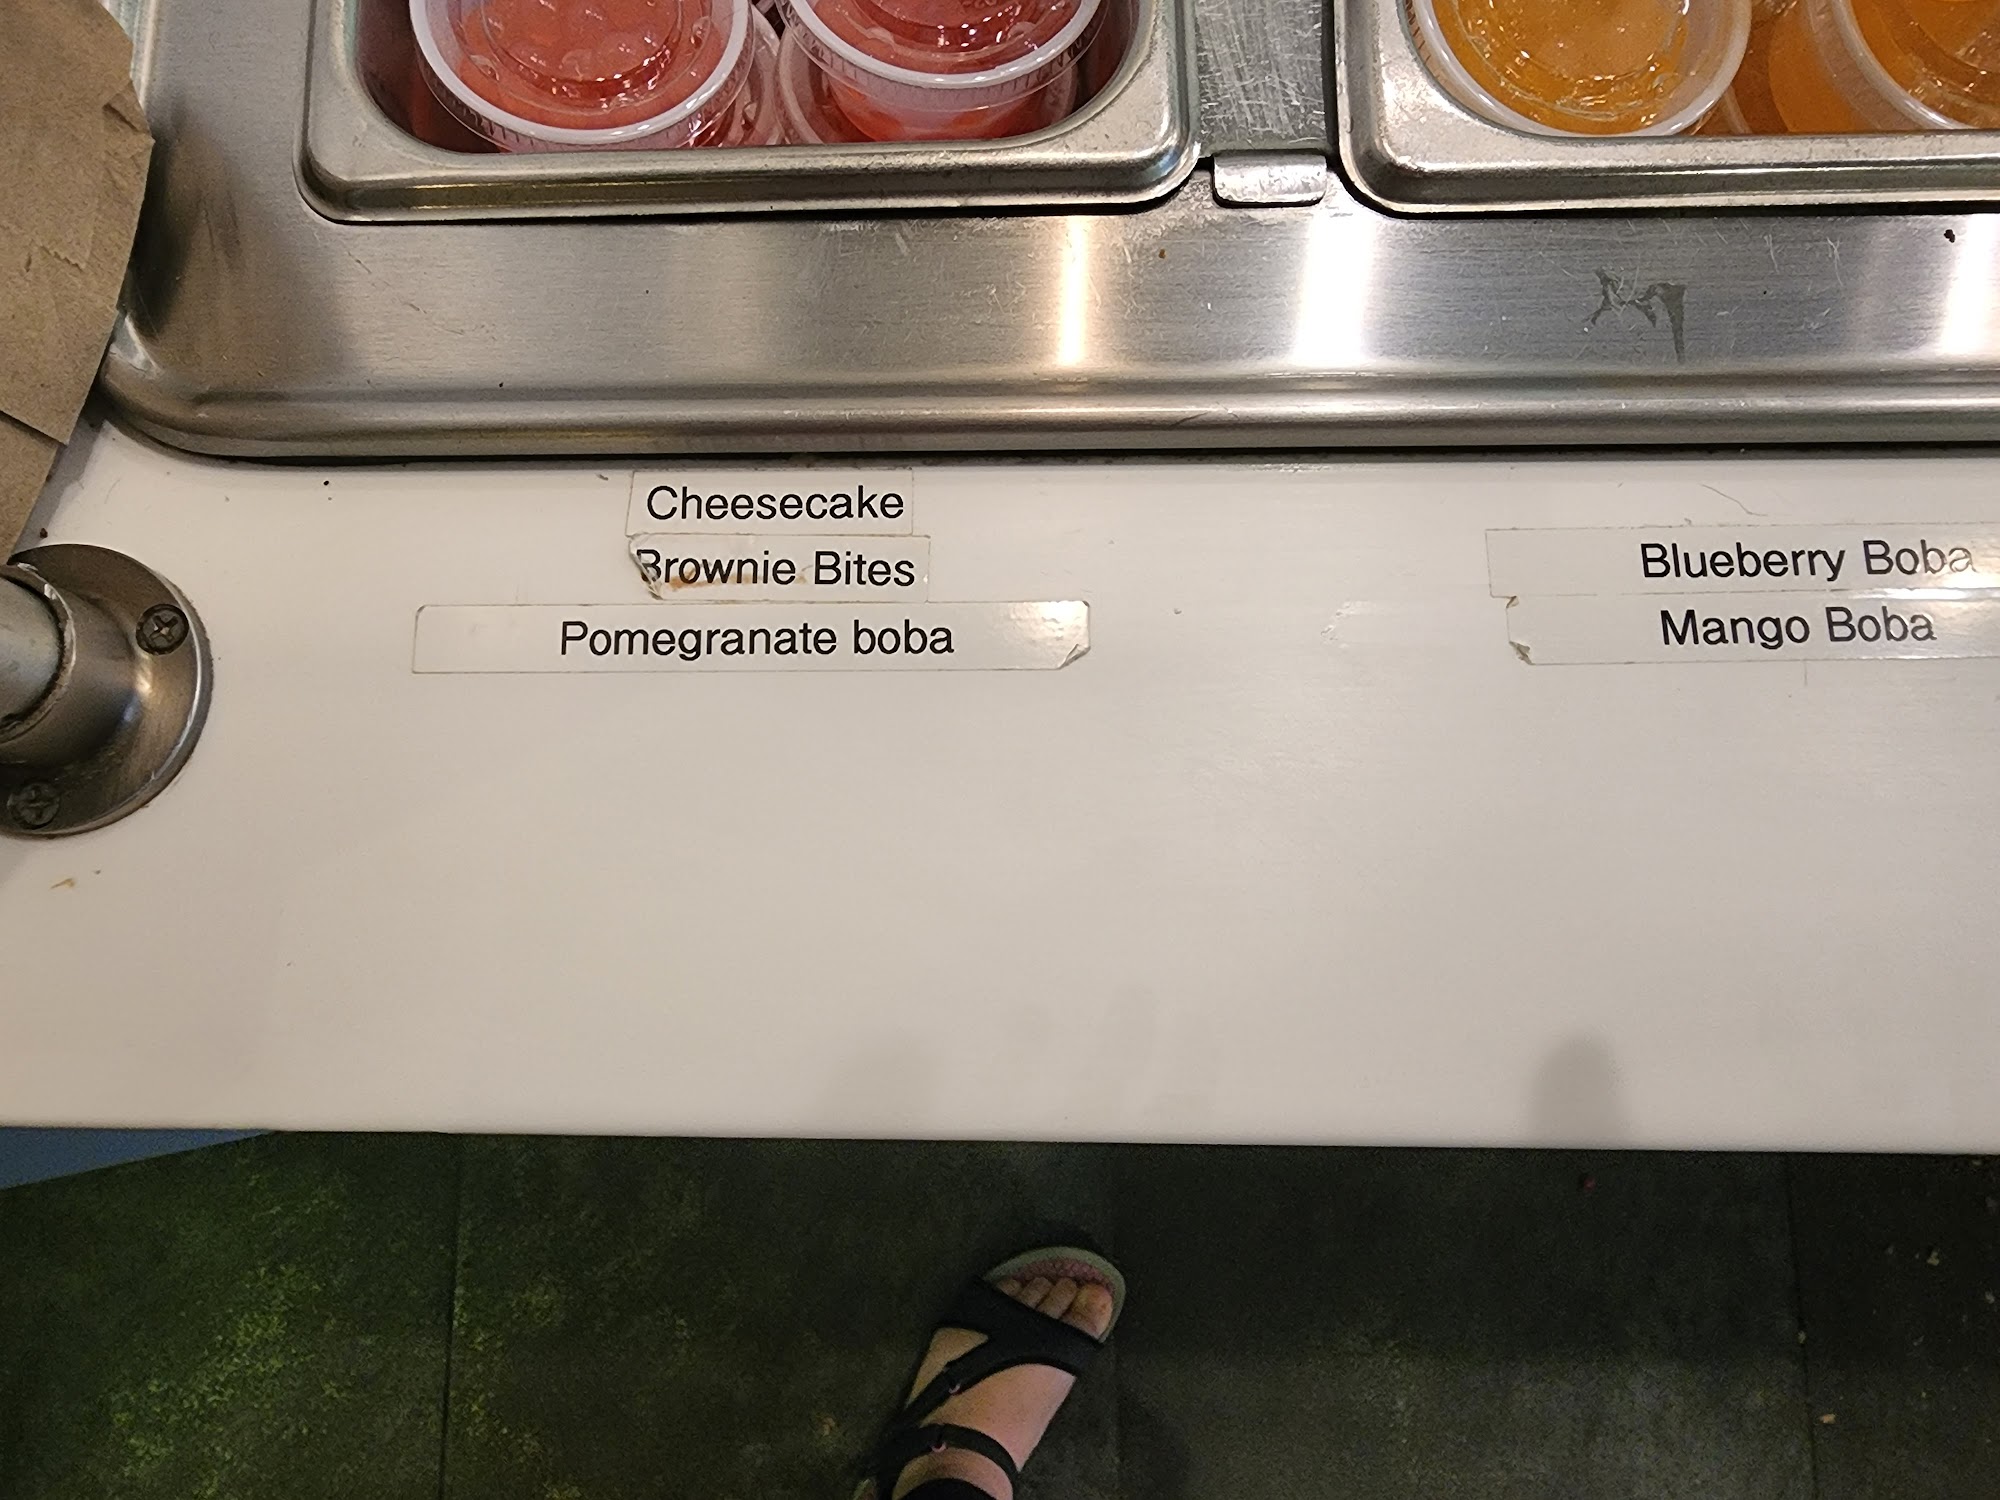 Cheesecake
Brownie Bites
Pomegranate boba
Blueberry Boba
Mango Boba